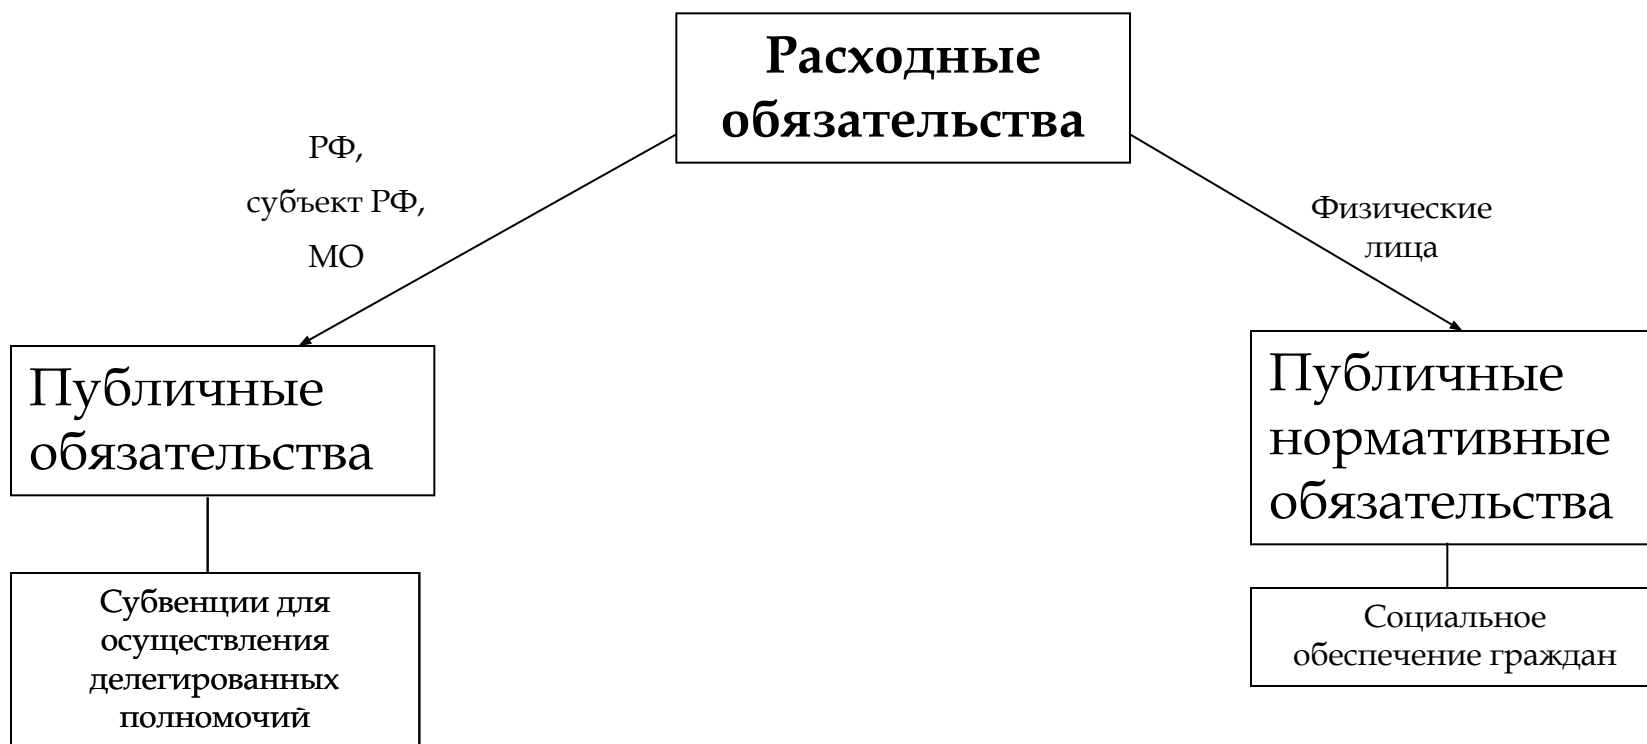 Расходные
обязательства
РФ,
субъект РФ,
МО
Физические
лица
Публичные
обязательства
Публичные
нормативные
обязательства
Субвенции для
осуществления
делегированных
полномочий
Социальное
обеспечение граждан